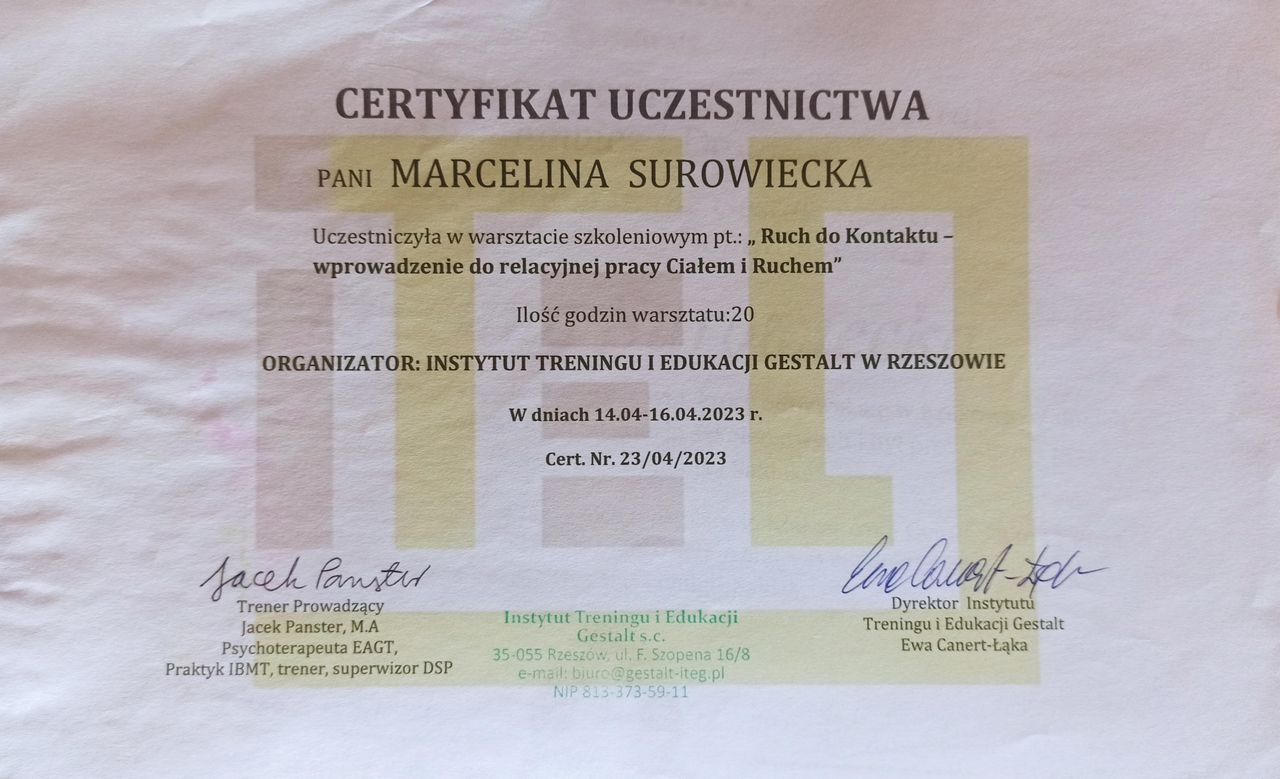 CERTYFIKAT UCZESTNICTWA
PANI MARCELINA SUROWIECKA
Uczestniczyła w warsztacie szkoleniowym pt.: „ Ruch do Kontaktu –
wprowadzenie do relacyjnej pracy Ciałem i Ruchem”
Ilość godzin warsztatu:20
ORGANIZATOR: INSTYTUT TRENINGU I EDUKACJI GESTALT W RZESZOWIE
W dniach 14.04-16.04.2023 r.
Cert. Nr. 23/04/2023
Jacek Panster
Trener Prowadzący
Jacek Panster, M.A
Psychoterapeuta EAGT,
Praktyk IBMT, trener, superwizor DSP
Instytut Treningu i Edukacji
Gestalt s.c.
35-055 Rzeszów, ul. F. Szopena 16/8
e-mail: biuro@gestalt-iteg.pl
NIP 813-373-59-11
Ewa Canert-Łąka
Dyrektor Instytutu
Treningu i Edukacji Gestalt
Ewa Canert-Łąka